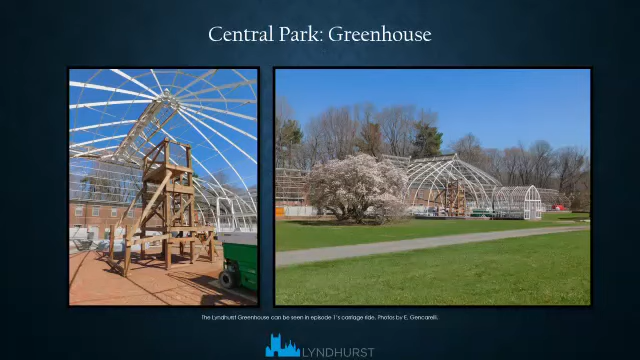 Central Park: Greenhouse
The Lyndhurst Greenhouse can be seen in episode 1's carriage ride. Photos by E. Gencarelli.
LYNDHURST